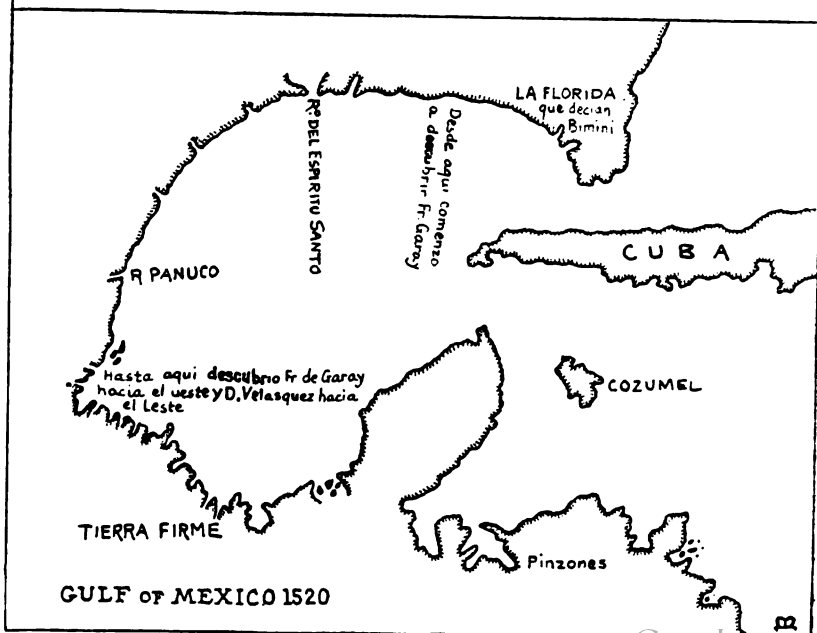 LA FLORIDA
que decian
Bimini
Desde aqui comenzo
a descubrir Fr. Garay
Rº DEL ESPIRITU SANTO
CUBA
R PANUCO
Hasta aqui descubrio Fr de Garay
hacia el ueste y D. Velasquez hacia
el Leste
COZUMEL
TIERRA FIRME
Pinzones
GULF OF MEXICO 1520
B